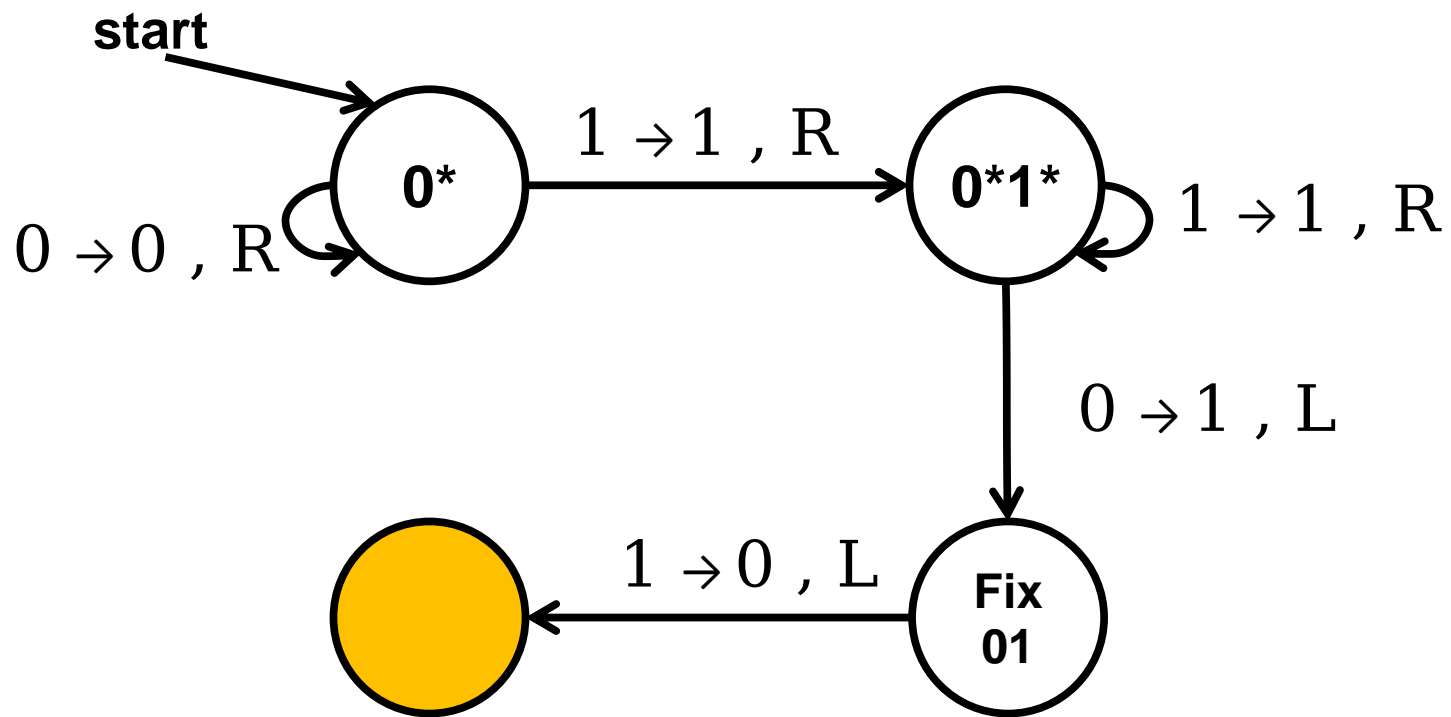 start
1 → 1 , R
0*
0*1*
1 → 1 , R
0 → 0 , R
0 → 1 , L
1 → 0 , L
Fix
01